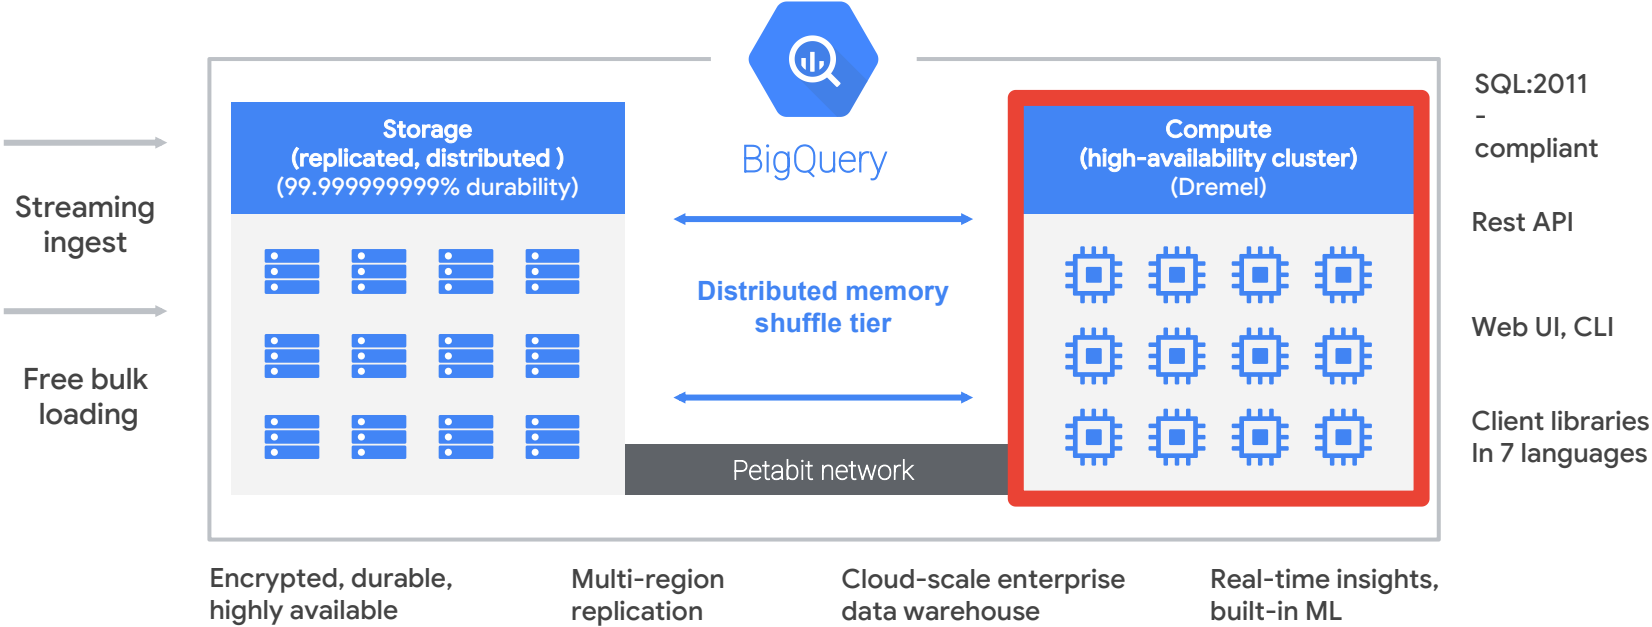 BigQuery
Streaming
ingest
Free bulk
loading
Storage
(replicated, distributed )
(99.999999999% durability)
Distributed memory
shuffle tier
Petabit network
Compute
(high-availability cluster)
(Dremel)
SQL:2011
-
compliant
Rest API
Web UI, CLI
Client libraries
In 7 languages
Encrypted, durable,
highly available
Multi-region
replication
Cloud-scale enterprise
data warehouse
Real-time insights,
built-in ML